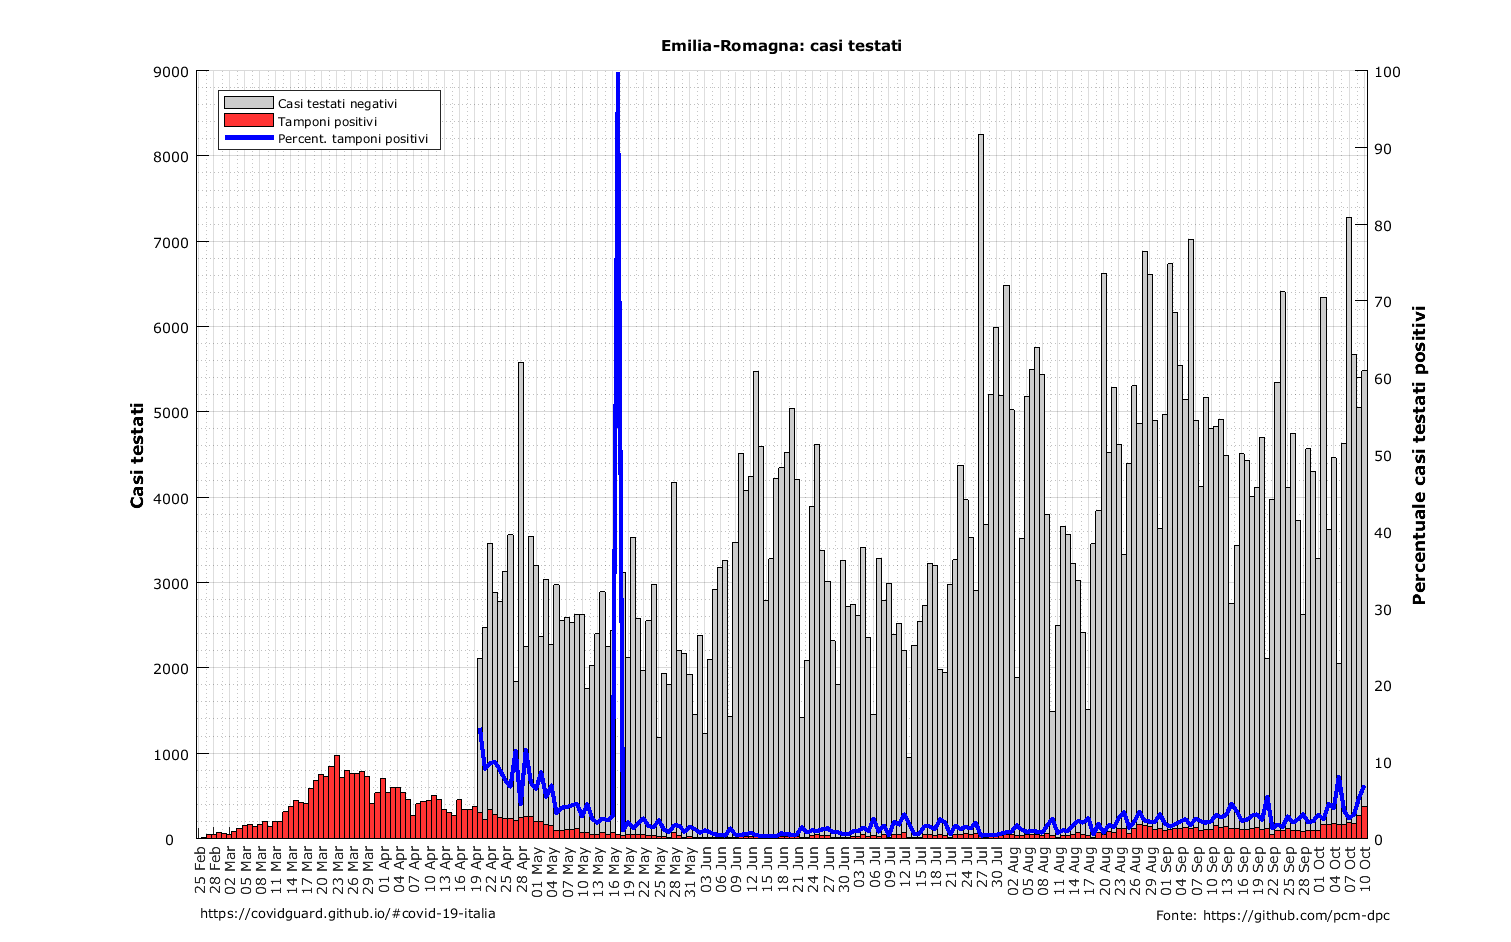 Emilia-Romagna: casi testati
Casi testati negativi
Tamponi positivi
Percent. tamponi positivi
Casi testati
9000
8000
7000
6000
5000
4000
3000
2000
1000
0
100
90
80
70
60
50
40
30
20
10
0
Percentuale casi testati positivi
25 Feb
28 Feb
02 Mar
05 Mar
08 Mar
11 Mar
14 Mar
17 Mar
20 Mar
23 Mar
26 Mar
29 Mar
01 Apr
04 Apr
07 Apr
10 Apr
13 Apr
16 Apr
19 Apr
22 Apr
25 Apr
28 Apr
01 May
04 May
07 May
10 May
13 May
16 May
19 May
22 May
25 May
28 May
31 May
03 Jun
06 Jun
09 Jun
12 Jun
15 Jun
18 Jun
21 Jun
24 Jun
27 Jun
30 Jun
03 Jul
06 Jul
09 Jul
12 Jul
15 Jul
18 Jul
21 Jul
24 Jul
27 Jul
30 Jul
02 Aug
05 Aug
08 Aug
11 Aug
14 Aug
17 Aug
20 Aug
23 Aug
26 Aug
29 Aug
01 Sep
04 Sep
07 Sep
10 Sep
13 Sep
16 Sep
19 Sep
22 Sep
25 Sep
28 Sep
01 Oct
04 Oct
07 Oct
10 Oct
https://covidguard.github.io/#covid-19-italia
Fonte: https://github.com/pcm-dpc